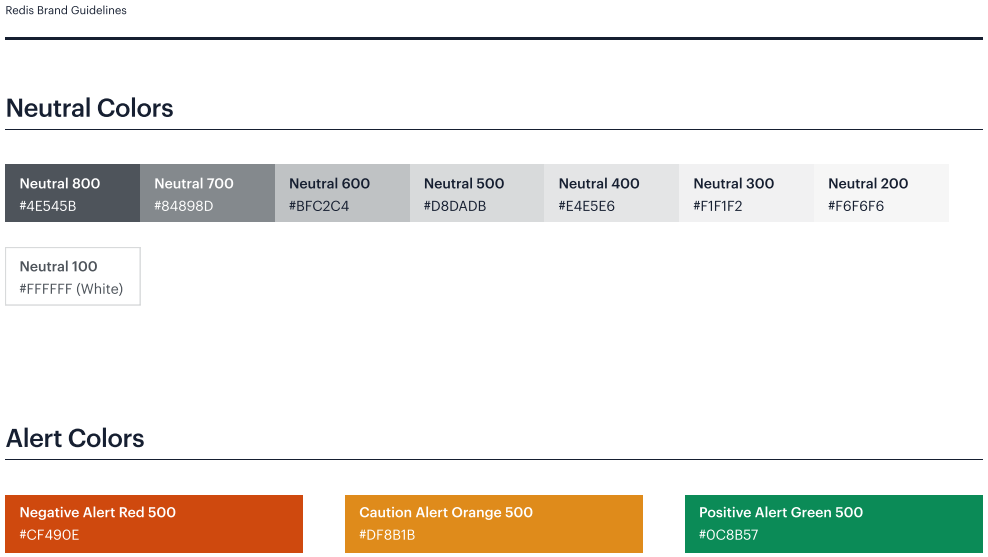 Redis Brand Guidelines
Neutral Colors
Neutral 800
#4E545B
Neutral 700
#84898D
Neutral 600
#BFC2C4
Neutral 500
#D8DADB
Neutral 400
#E4E5E6
Neutral 300
#F1F1F2
Neutral 200
#F6F6F6
Neutral 100
#FFFFFF (White)
Alert Colors
Negative Alert Red 500
#CF490E
Caution Alert Orange 500
#DF8B1B
Positive Alert Green 500
#0C8B57